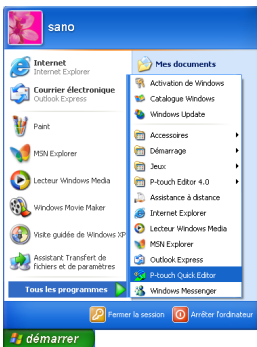 sano
Internet
Internet Explorer
Courrier électronique
Outlook Express
Paint
MSN Explorer
Lecteur Windows Media
Windows Movie Maker
Visite guidée de Windows XP
Assistant Transfert de
fichiers et de paramètres
Tous les programmes
Mes documents
Activation de Windows
Catalogue Windows
Windows Update
Accessoires
Démarrage
Jeux
P-touch Editor 4.0
Assistance à distance
Internet Explorer
Lecteur Windows Media
MSN Explorer
Outlook Express
P-touch Quick Editor
Windows Messenger
Fermer la session
Arrêter l'ordinateur
démarrer